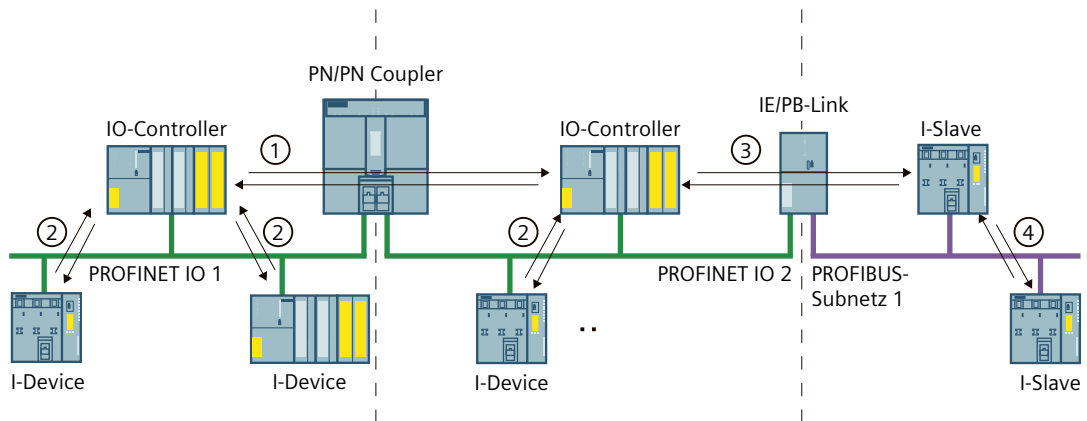 PN/PN Coupler
IE/PB-Link
IO-Controller
IO-Controller
I-Slave
1
3
2
2
2
4
PROFINET IO 1
PROFINET IO 2
PROFIBUS-
Subnetz 1
..
I-Device
I-Device
I-Device
I-Slave